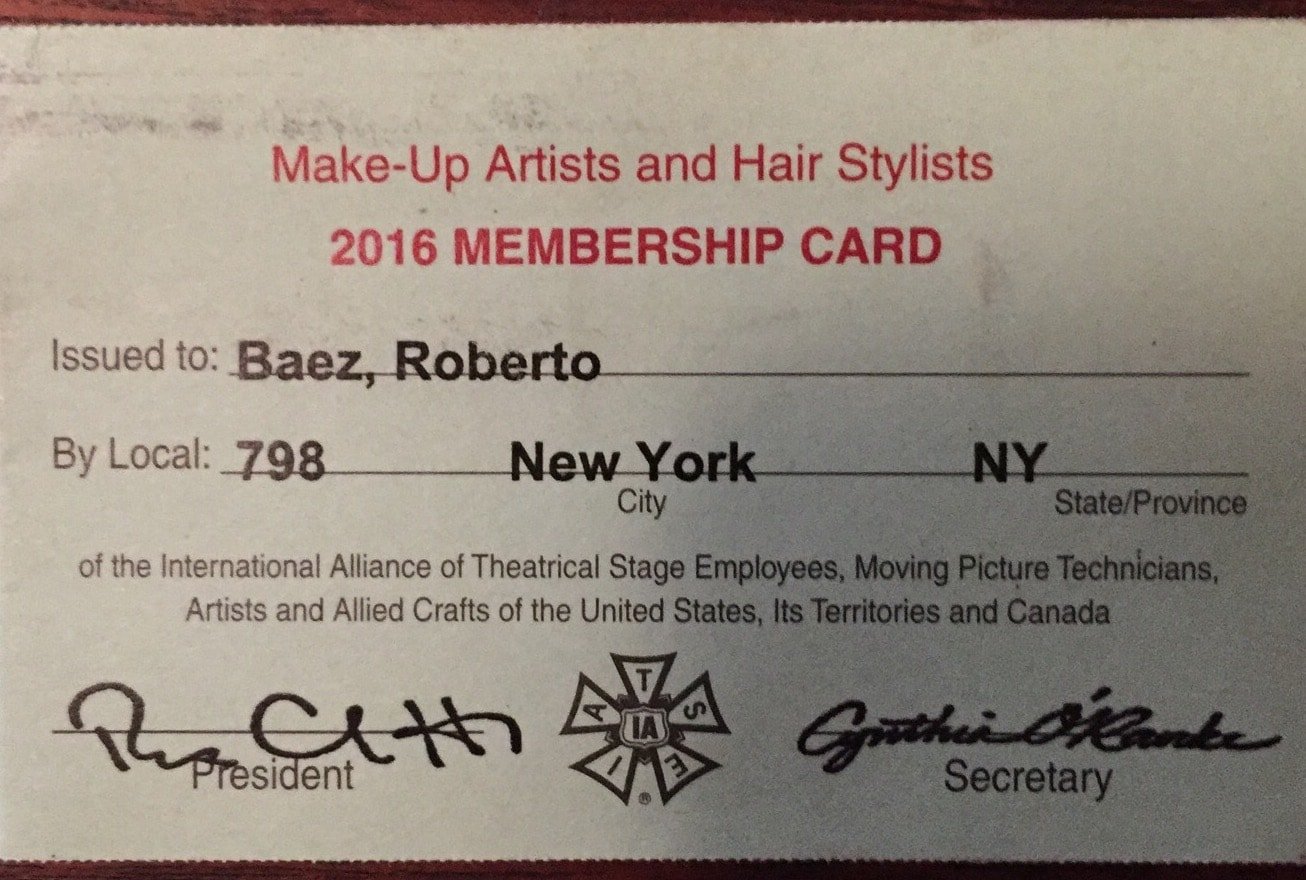 Make-Up Artists and Hair Stylists
2016 MEMBERSHIP CARD
Issued to: Baez, Roberto
By Local: 798 New York NY
City State/Province
of the International Alliance of Theatrical Stage Employees, Moving Picture Technicians,
Artists and Allied Crafts of the United States, Its Territories and Canada
I A T S E
IA
®
Cynthia
President Secretary